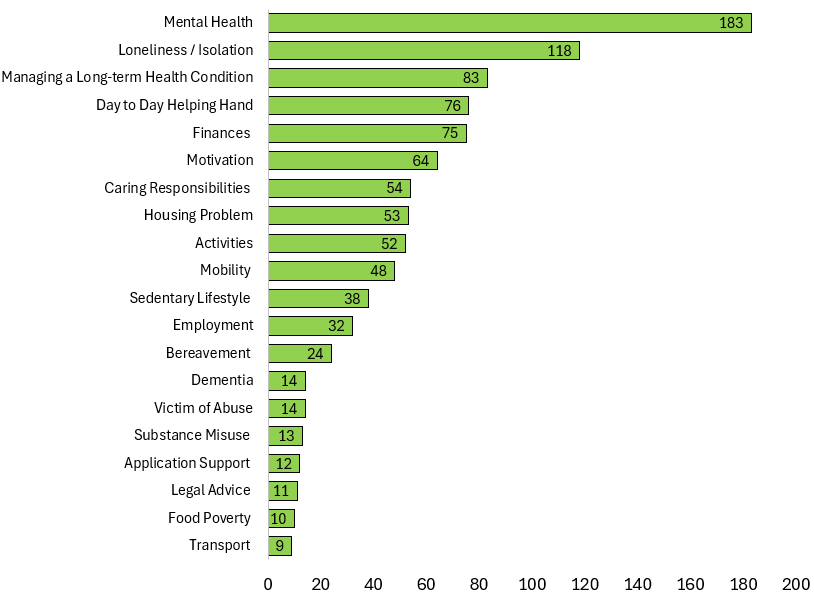 Mental Health 183
Loneliness / Isolation 118
Managing a Long-term Health Condition 83
Day to Day Helping Hand 76
Finances 75
Motivation 64
Caring Responsibilities 54
Housing Problem 53
Activities 52
Mobility 48
Sedentary Lifestyle 38
Employment 32
Bereavement 24
Dementia 14
Victim of Abuse 14
Substance Misuse 13
Application Support 12
Legal Advice 11
Food Poverty 10
Transport 9
0 20 40 60 80 100 120 140 160 180 200